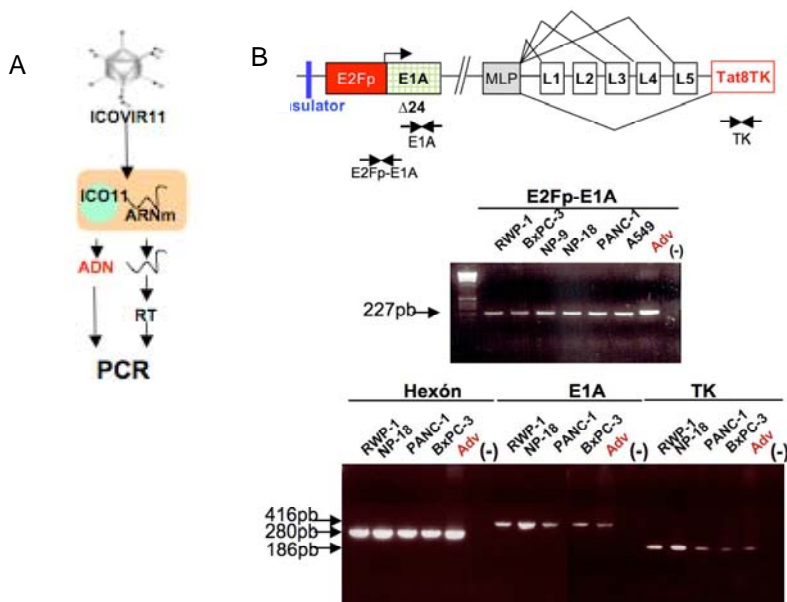 A
ICOVIR11
ICO11
ARNm
ADN
RT
PCR
B
E2Fp
E1A
MLP
L1
L2
L3
L4
L5
Tat8TK
nsulator
Δ24
E1A
E2Fp-E1A
TK
E2Fp-E1A
RWP-1
BxPC-3
NP-9
NP-18
PANC-1
A549
Adv
(-)
227pb
Hexón
E1A
TK
RWP-1
NP-18
PANC-1
BxPC-3
Adv
(-)
RWP-1
NP-18
PANC-1
BxPC-3
Adv
(-)
RWP-1
NP-18
PANC-1
BxPC-3
Adv
(-)
416pb
280pb
186pb